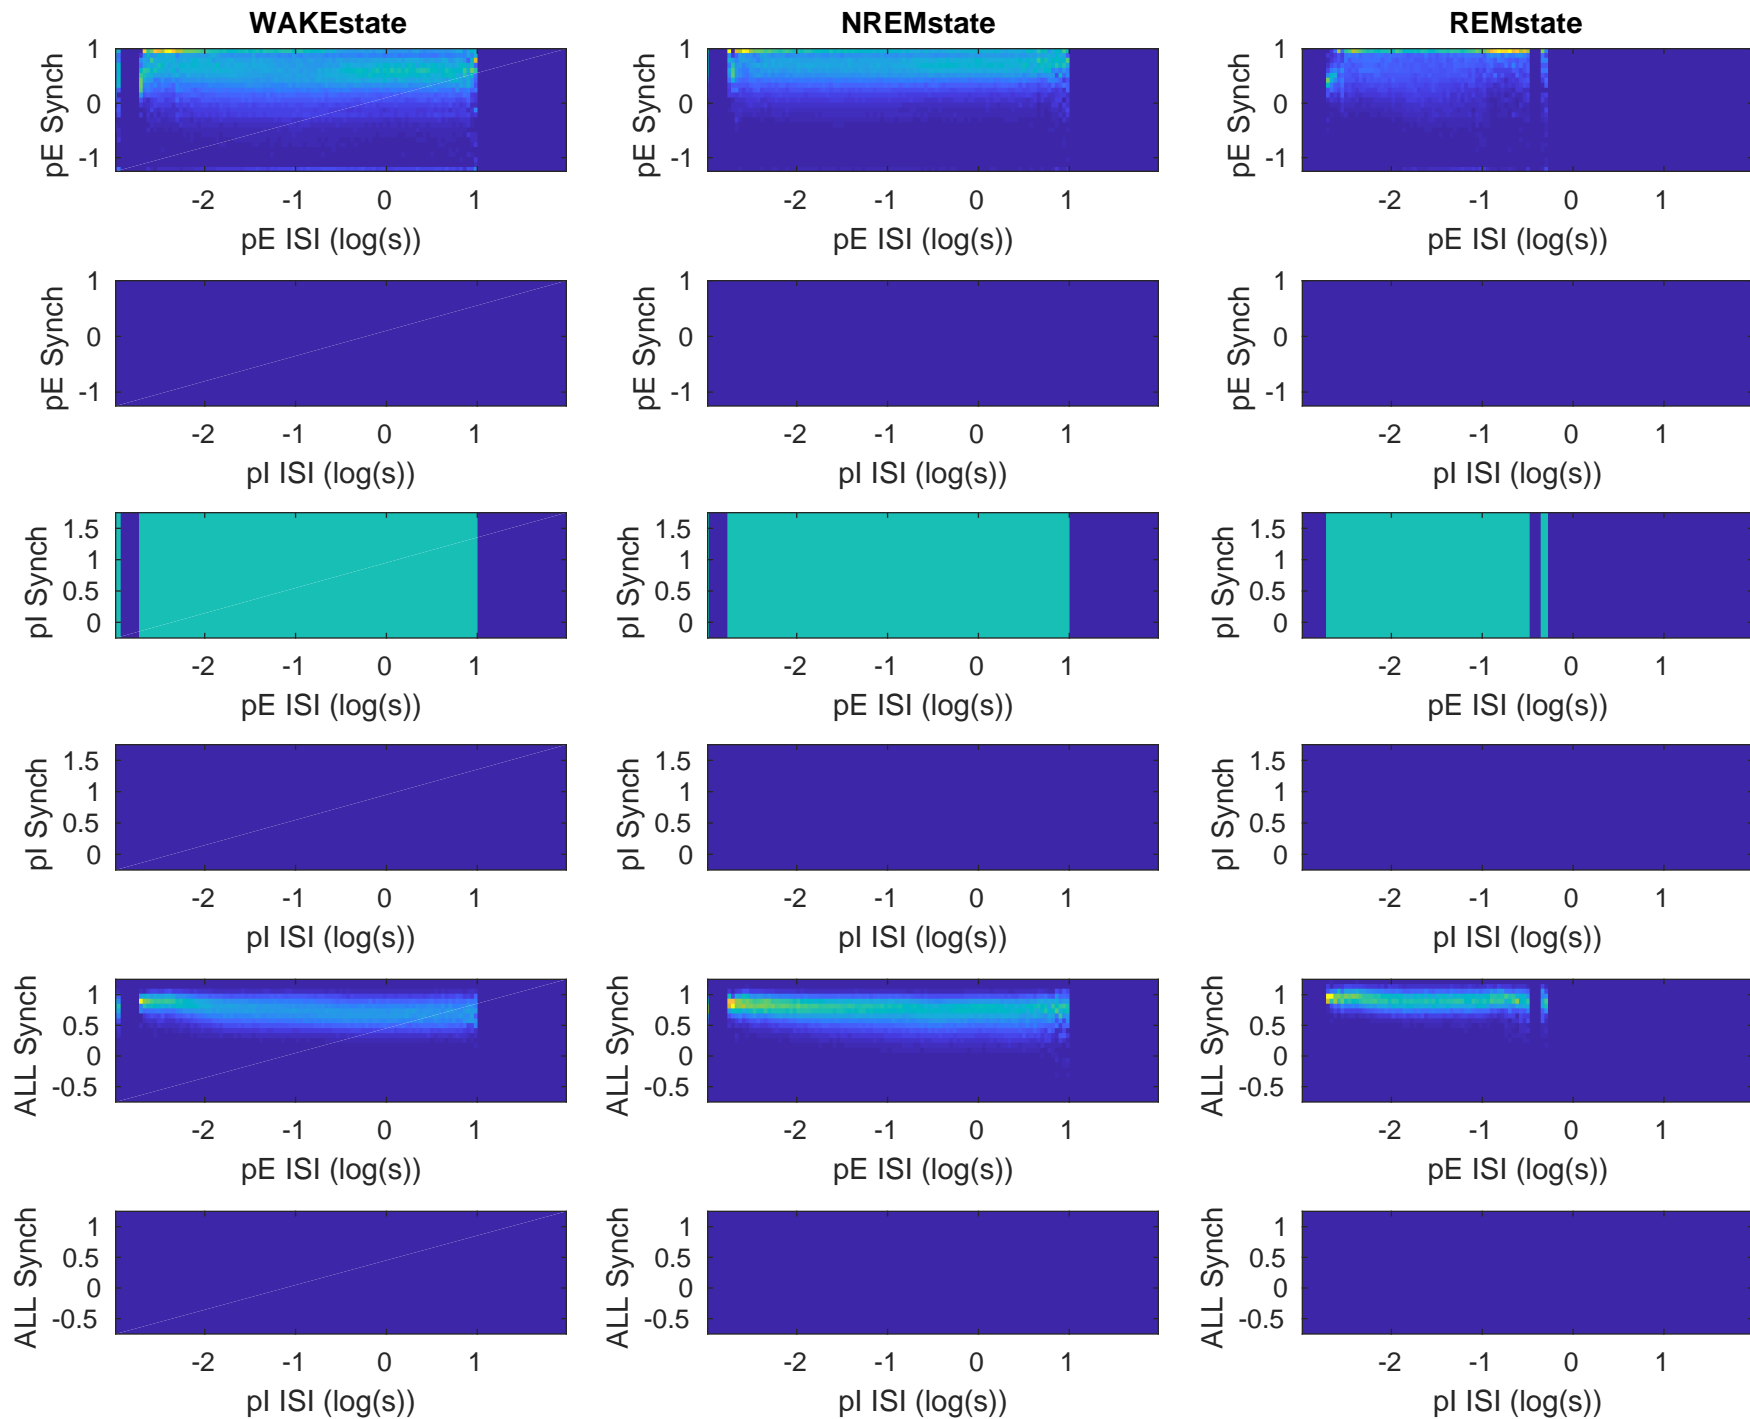 WAKEstate NREMstate REMstate
1 1 1
pE Synch 0 pE Synch 0 pE Synch 0
-1 -1 -1
-2 -1 0 1 -2 -1 0 1 -2 -1 0 1
pE ISI (log(s)) pE ISI (log(s)) pE ISI (log(s))
1 1 1
pE Synch 0 pE Synch 0 pE Synch 0
-1 -1 -1
-2 -1 0 1 -2 -1 0 1 -2 -1 0 1
pI ISI (log(s)) pI ISI (log(s)) pI ISI (log(s))
1.5 1.5 1.5
pI Synch 1 pI Synch 1 pI Synch 1
0.5 0.5 0.5
0 0 0
-2 -1 0 1 -2 -1 0 1 -2 -1 0 1
pE ISI (log(s)) pE ISI (log(s)) pE ISI (log(s))
1.5 1.5 1.5
pI Synch 1 pI Synch 1 pI Synch 1
0.5 0.5 0.5
0 0 0
-2 -1 0 1 -2 -1 0 1 -2 -1 0 1
pI ISI (log(s)) pI ISI (log(s)) pI ISI (log(s))
1 1 1
ALL Synch 0.5 ALL Synch 0.5 ALL Synch 0.5
0 0 0
-0.5 -0.5 -0.5
-2 -1 0 1 -2 -1 0 1 -2 -1 0 1
pE ISI (log(s)) pE ISI (log(s)) pE ISI (log(s))
1 1 1
ALL Synch 0.5 ALL Synch 0.5 ALL Synch 0.5
0 0 0
-0.5 -0.5 -0.5
-2 -1 0 1 -2 -1 0 1 -2 -1 0 1
pI ISI (log(s)) pI ISI (log(s)) pI ISI (log(s))